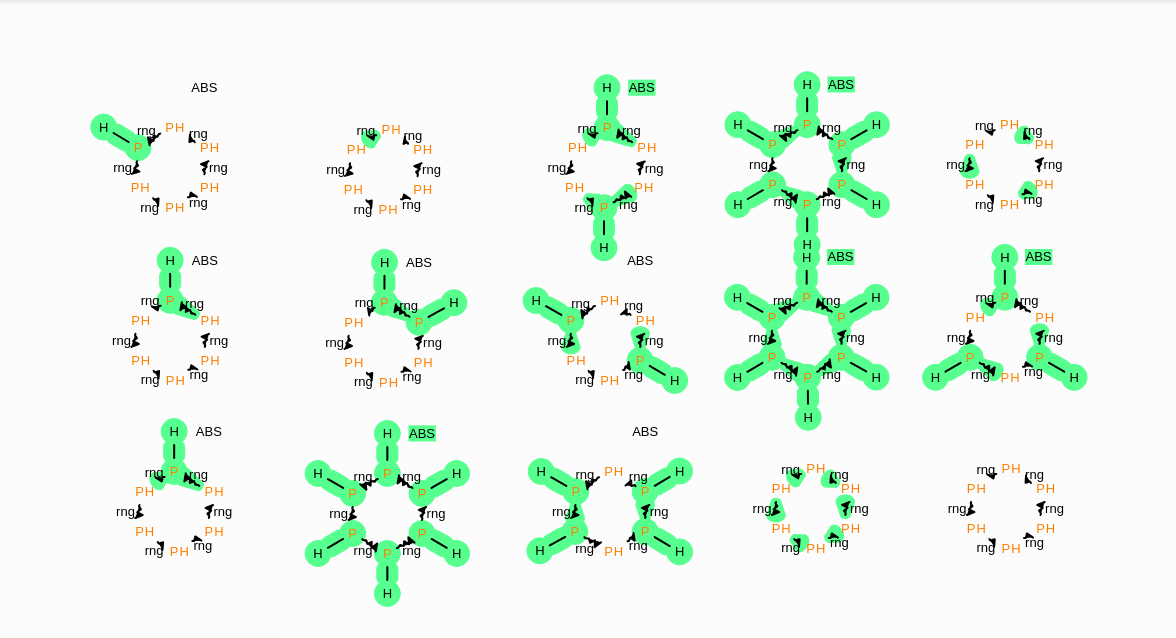 ABS
H rng PH rng
P PH
rng rng
PH PH
rng PH rng
rng PH rng
PH PH
rng rng
PH PH
rng PH rng
H ABS
rng P rng
PH PH
rng rng
PH PH
rng P rng
H
H ABS
H rng P rng H
P P
rng rng
P P
H rng P rng H
H
rng PH rng
PH PH
rng rng
PH PH
rng PH rng
H ABS
rng P rng
PH PH
rng rng
PH PH
rng PH rng
H ABS
rng P rng H
PH P
rng rng
PH PH
rng PH rng
ABS
H rng PH rng
P PH
rng rng
PH P
rng PH rng H
H ABS
H rng P rng H
P P
rng rng
P P
H rng P rng H
H
H ABS
rng P rng
PH PH
rng rng
P P
H rng PH rng H
H ABS
rng P rng
PH PH
rng rng
PH PH
rng PH rng
H ABS
H rng P rng H
P P
rng rng
P P
H rng P rng H
H
ABS
H rng PH rng H
P P
rng rng
P P
H rng PH rng H
rng PH rng
PH PH
rng rng
PH PH
rng PH rng
rng PH rng
PH PH
rng rng
PH PH
rng PH rng